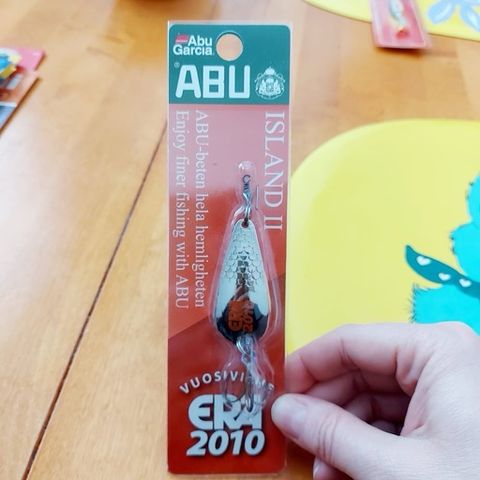 Abu
Garcia®
®ABU
ISLAND II
ABU-beten hela hemligheten
Enjoy finer fishing with ABU
ERÄ
2010